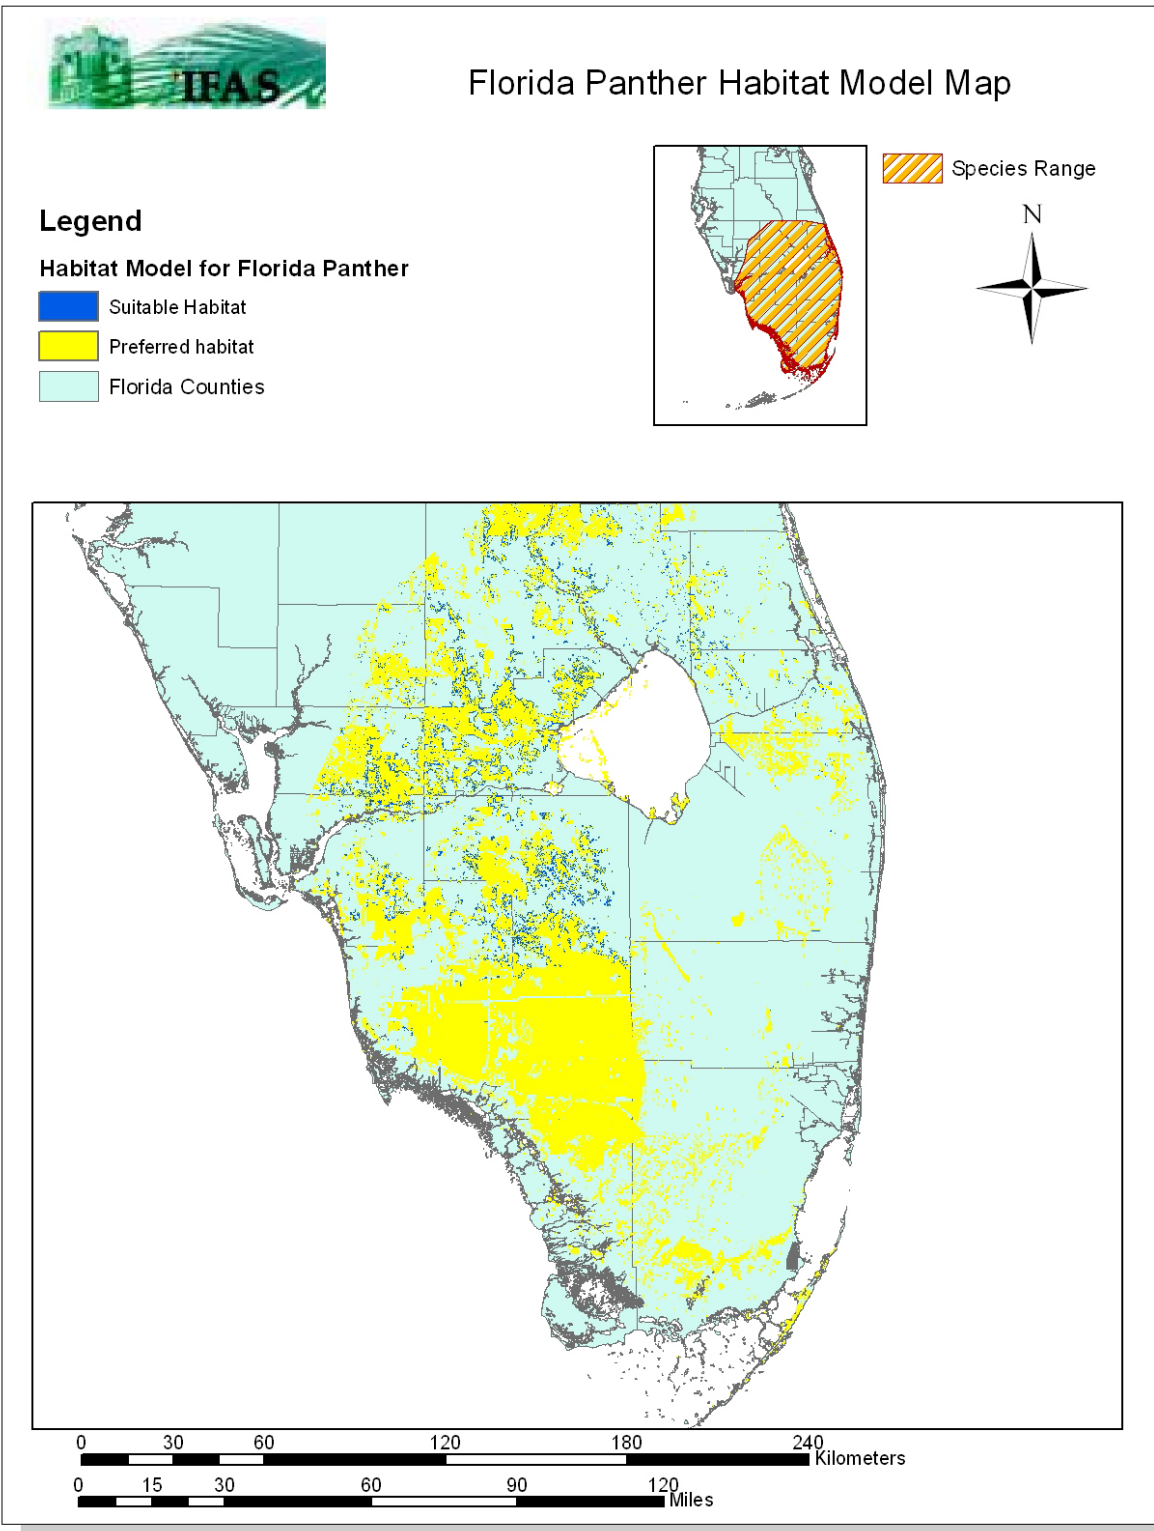 IFAS
Florida Panther Habitat Model Map
Species Range
N
Legend
Habitat Model for Florida Panther
Suitable Habitat
Preferred habitat
Florida Counties
0 30 60 120 180 240
Kilometers
0 15 30 60 90 120
Miles